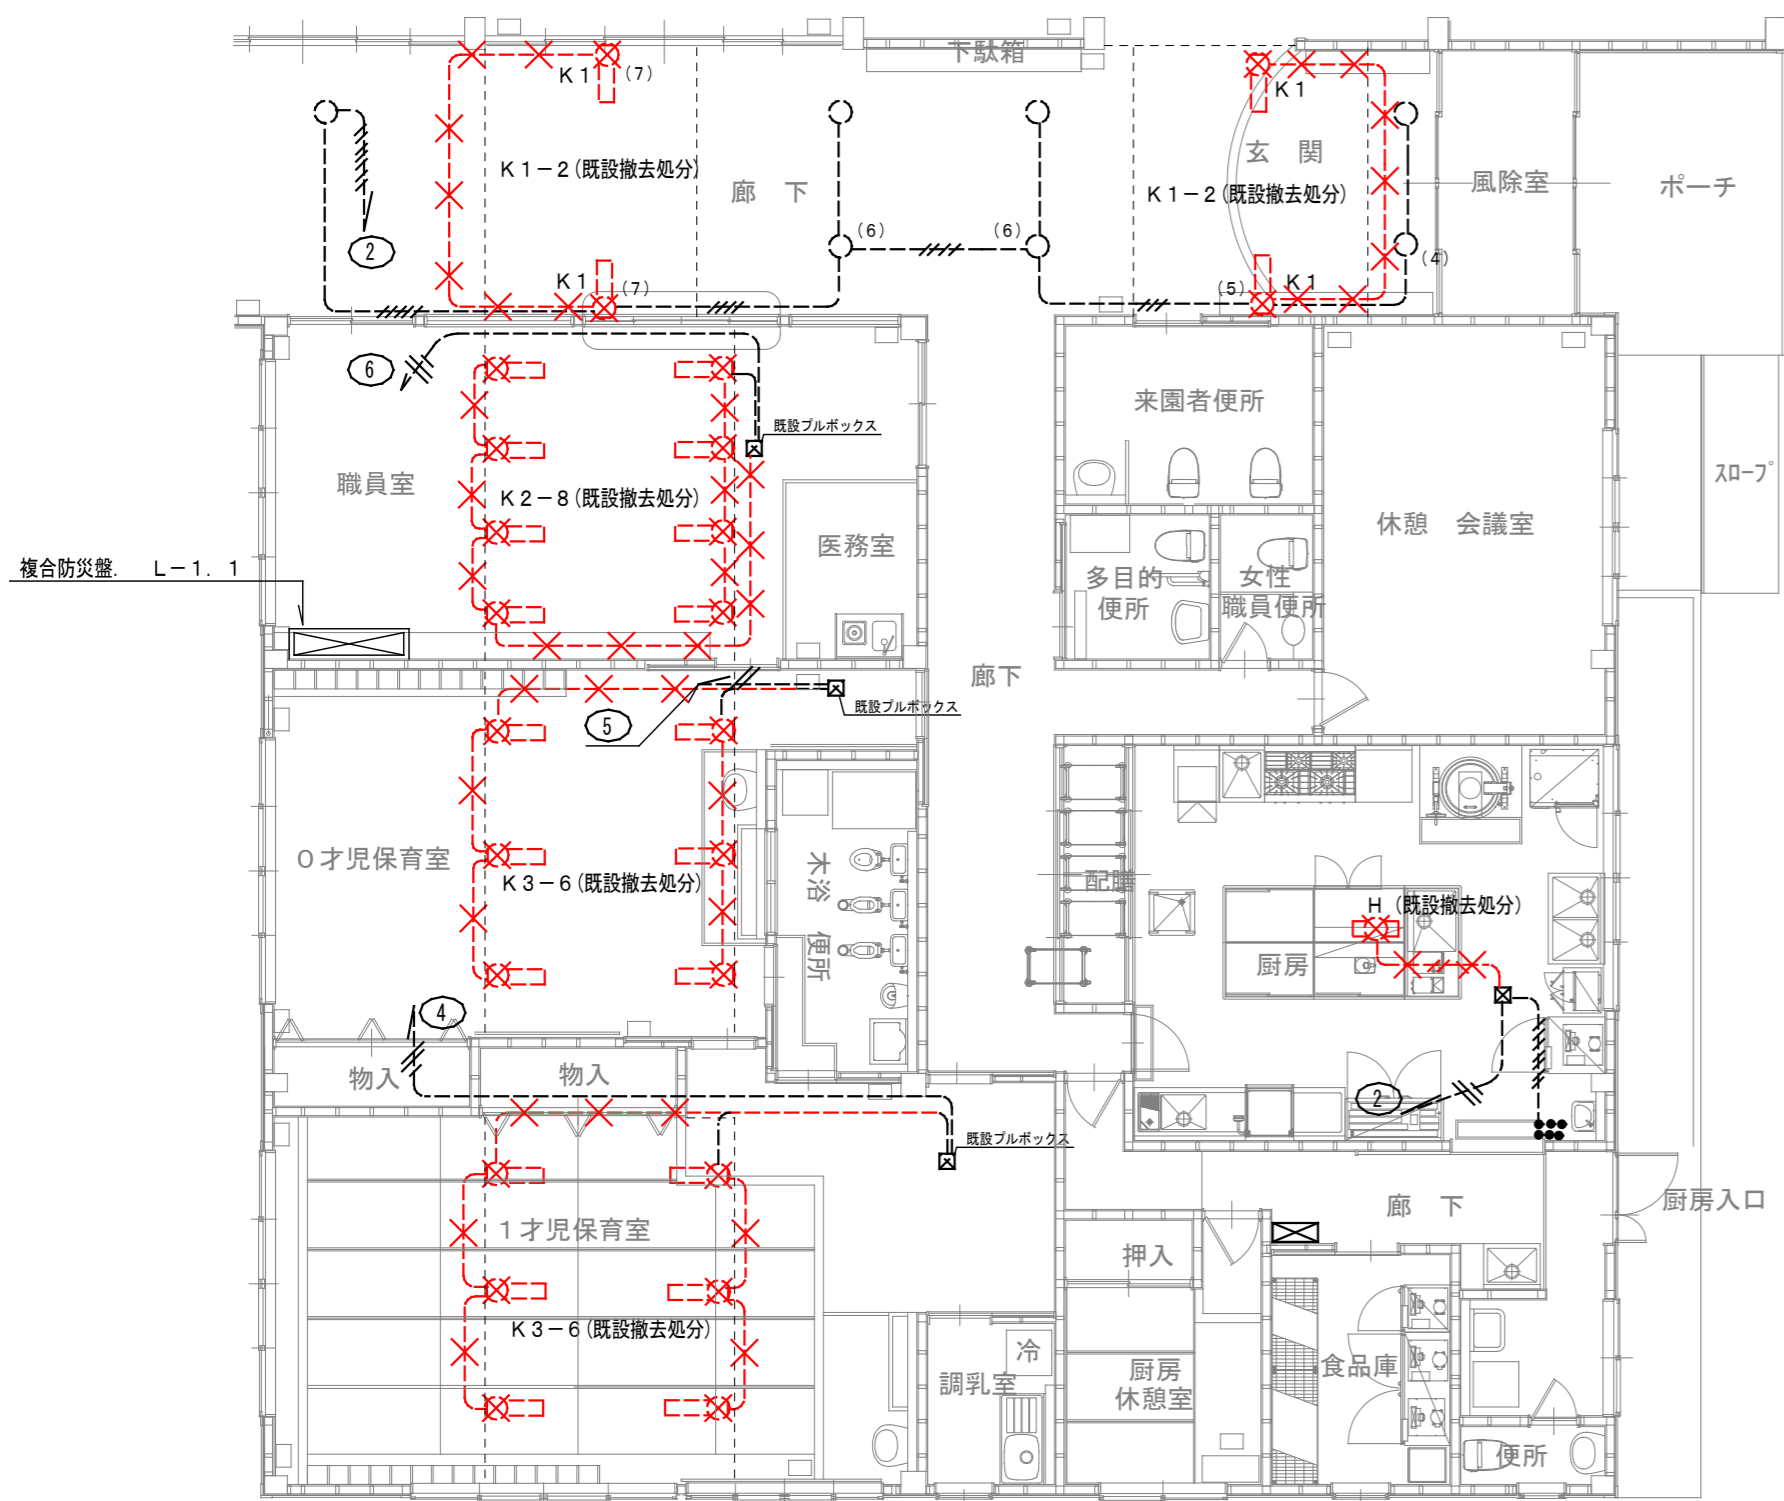 下駄箱
K1 (7)
K1
K1-2(既設撤去処分)
廊 下
K1-2(既設撤去処分)
玄 関
風除室
ポーチ
2
(6)
(6)
(4)
K1 (7)
(5)
K1
6
既設プルボックス
来園者便所
職員室
K2-8(既設撤去処分)
医務室
休憩 会議室
スロープ
複合防災盤. L-1. 1
多目的
便所
女性
職員便所
廊下
5
既設プルボックス
0才児保育室
K3-6(既設撤去処分)
沐浴 便所
配膳
H (既設撤去処分)
厨房
4
物入
物入
2
既設プルボックス
1才児保育室
廊 下
厨房入口
押入
K3-6(既設撤去処分)
冷
調乳室
厨房
休憩室
食品庫
便所